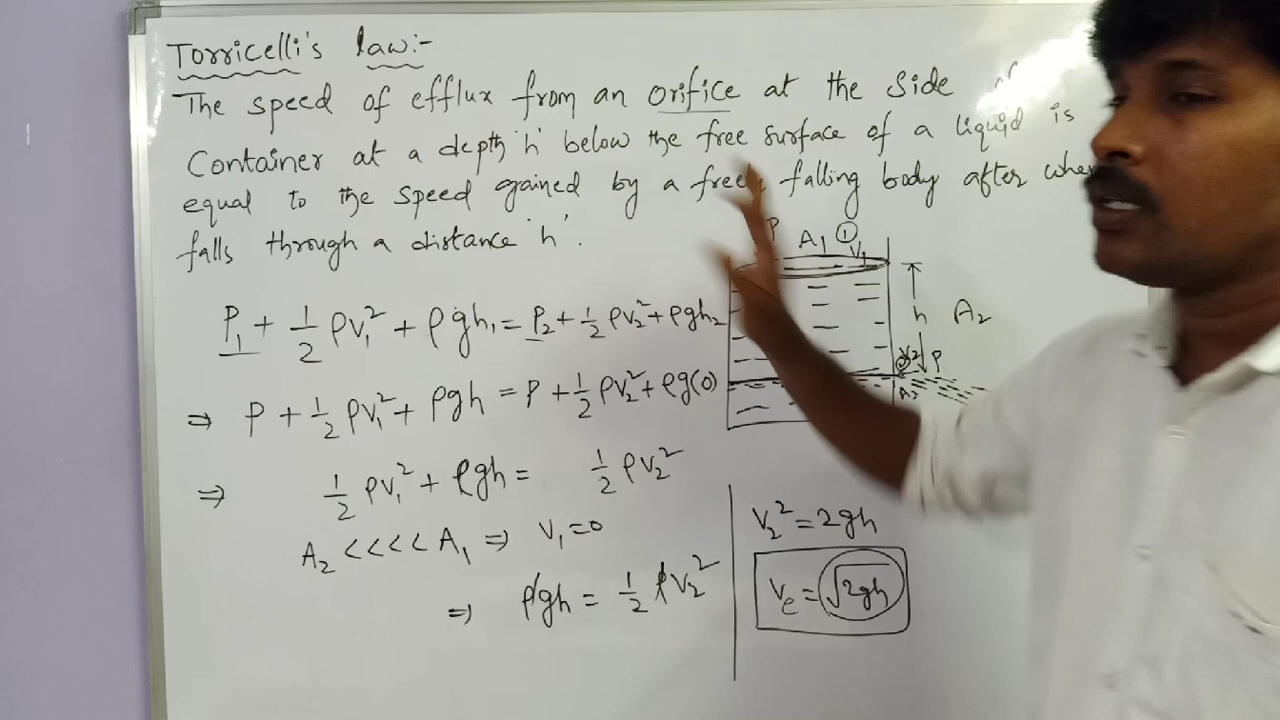 Torricelli's law:-
The speed of efflux from an orifice at the side of
Container at a depth 'h' below the free surface of a liquid is
equal to the speed gained by a freely falling body after when
falls through a distance 'h'.
P A₁ ① V₁
h A₂
② V₂ P
A₂
P₁ + 1/2 ρv₁² + ρgh₁ = P₂ + 1/2 ρv₂² + ρgh₂
⇒ P + 1/2 ρv₁² + ρgh = P + 1/2 ρv₂² + ρg(0)
⇒ 1/2 ρv₁² + ρgh = 1/2 ρv₂²
A₂ <<<< A₁ ⇒ V₁=0
⇒ ρgh = 1/2 ρv₂²
V₂² = 2gh
Ve = √2gh